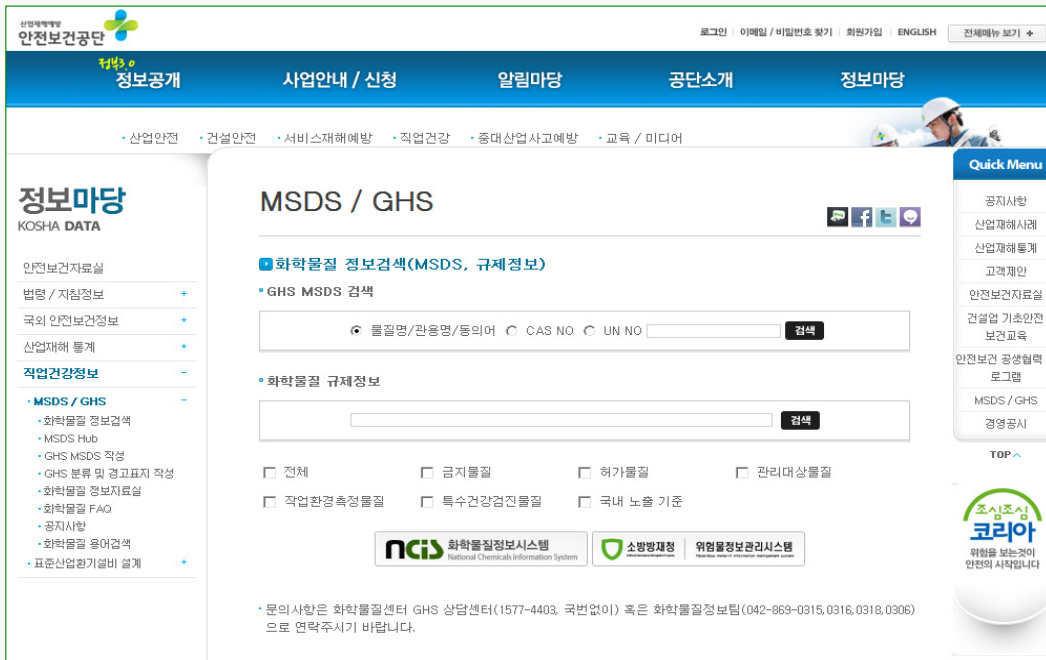 산업재해예방
안전보건공단
로그인 이메일 / 비밀번호 찾기 회원가입 ENGLISH 전체메뉴 보기 +
정부3.0
정보공개 사업안내 / 신청 알림마당 공단소개 정보마당
· 산업안전 · 건설안전 · 서비스재해예방 · 직업건강 · 중대산업사고예방 · 교육 / 미디어
정보마당
KOSHA DATA
안전보건자료실
법령 / 지침정보 +
국외 안전보건정보 +
산업재해 통계 +
직업건강정보 -
· MSDS / GHS -
· 화학물질 정보검색
· MSDS Hub
· GHS MSDS 작성
· GHS 분류 및 경고표지 작성
· 화학물질 정보자료실
· 화학물질 FAQ
· 공지사항
· 화학물질 용어검색
· 표준산업환기설비 설계 +
MSDS / GHS
화학물질 정보검색(MSDS, 규제정보)
GHS MSDS 검색
물질명/관용명/동의어 CAS NO UN NO 검색
화학물질 규제정보
검색
전체 금지물질 허가물질 관리대상물질
작업환경측정물질 특수건강검진물질 국내 노출 기준
ncis 화학물질정보시스템
National Chemicals Information System
소방방재청 위험물정보관리시스템
· 문의사항은 화학물질센터 GHS 상담센터(1577-4403, 국번없이) 혹은 화학물질정보팀(042-869-0315,0316,0318,0306)
으로 연락주시기 바랍니다.
Quick Menu
공지사항
산업재해사례
산업재해통계
고객제안
안전보건자료실
건설업 기초안전
보건교육
안전보건 공생협력
로그램
MSDS / GHS
경영공시
TOP
조심조심
코리아
위험을 보는것이
안전의 시작입니다